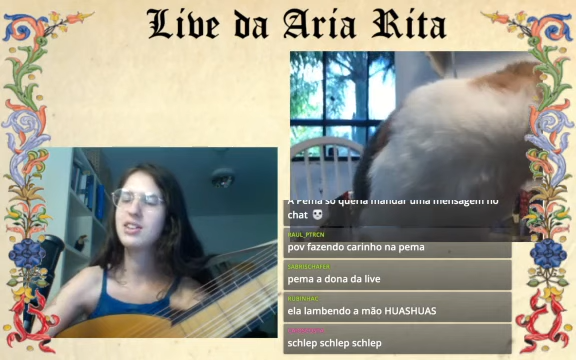 Live da Aria Rita
A Pema só queria mandar uma mensagem no
chat
RAUL_PTRCN
pov fazendo carinho na pema
SABRIICHAFER
pema a dona da live
RUBINHAC
ela lambendo a mão HUASHUAS
schlep schlep schlep